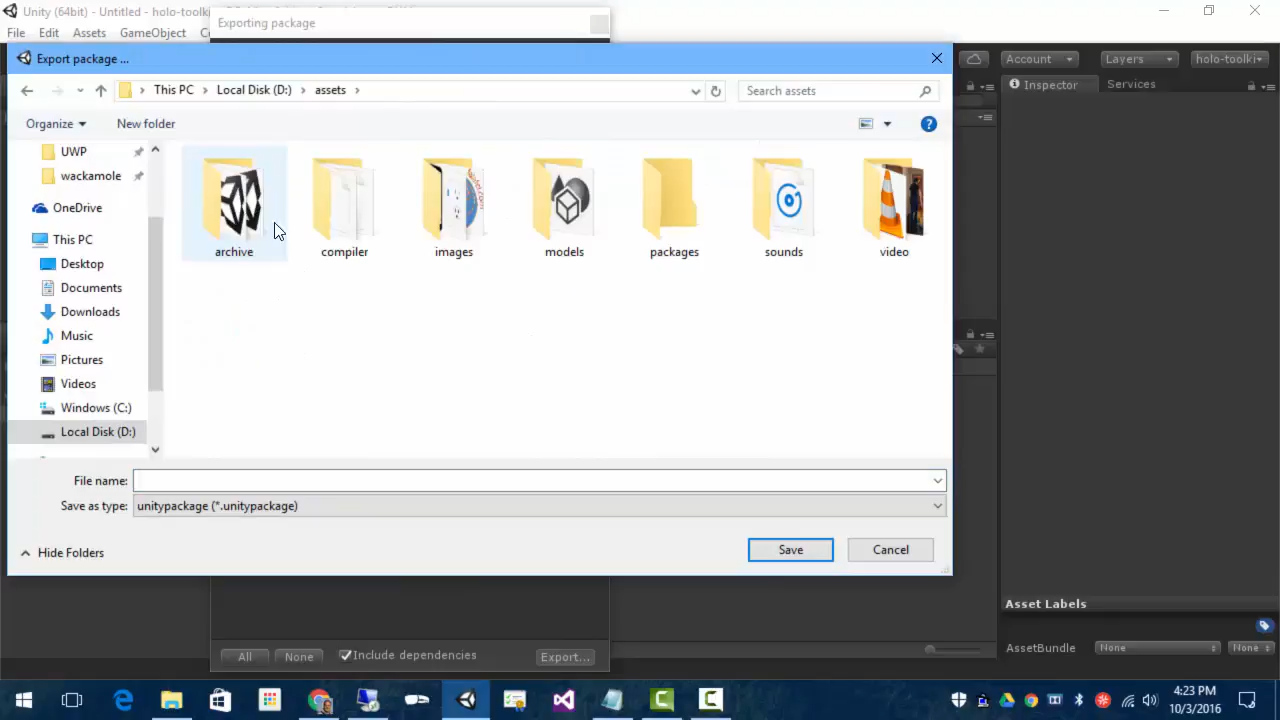 Unity (64bit) - Untitled - holo-toolki
Exporting package
File Edit Assets GameObject Co
Export package ...
Account Layers holo-toolki
This PC Local Disk (D:) assets
Search assets
Inspector Services
Organize New folder
UWP
wackamole
OneDrive
This PC
Desktop
Documents
Downloads
Music
Pictures
Videos
Windows (C:)
Local Disk (D:)
archive compiler images models packages sounds video
File name:
Save as type: unitypackage (*.unitypackage)
Hide Folders
Save Cancel
Asset Labels
All None Include dependencies Export...
AssetBundle None None
4:23 PM
10/3/2016